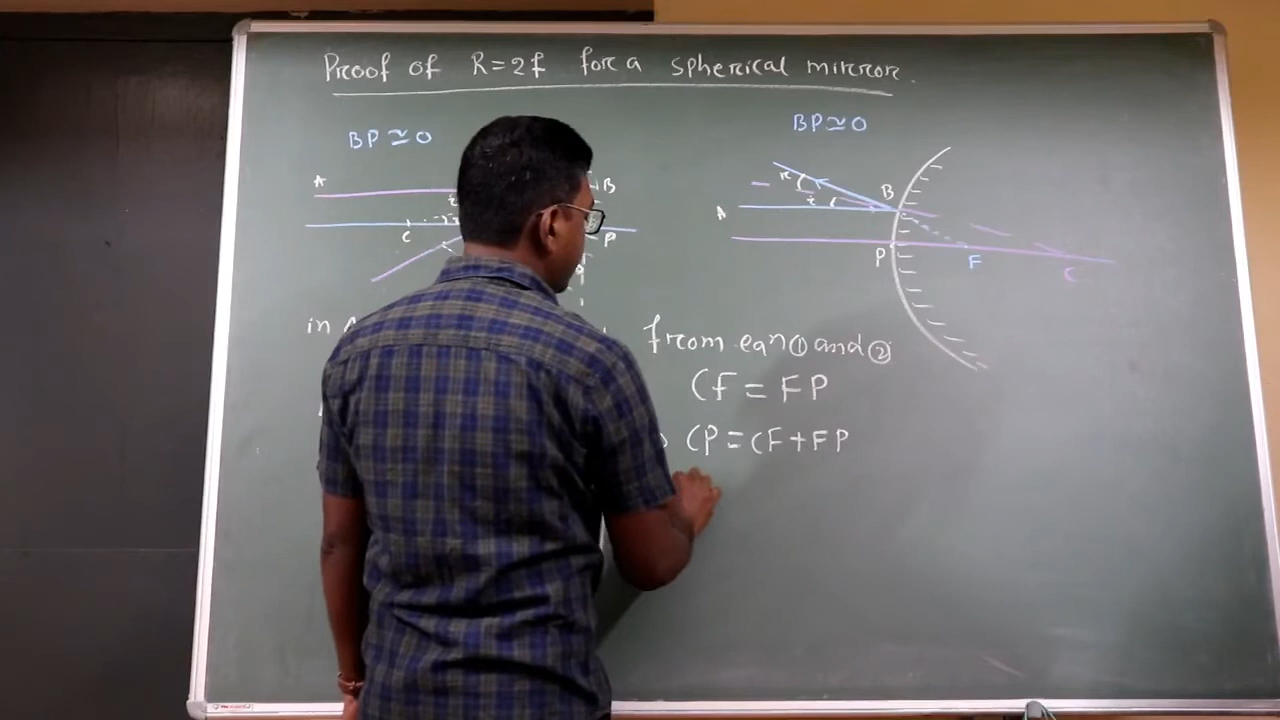 Proof of R=2f for a spherical mirror.
BP≃0
A
B
i
C
P
in
BP≃0
B
r
i
A
P
F
C
from eqn ① and ②
Cf = FP
CP = CF + FP